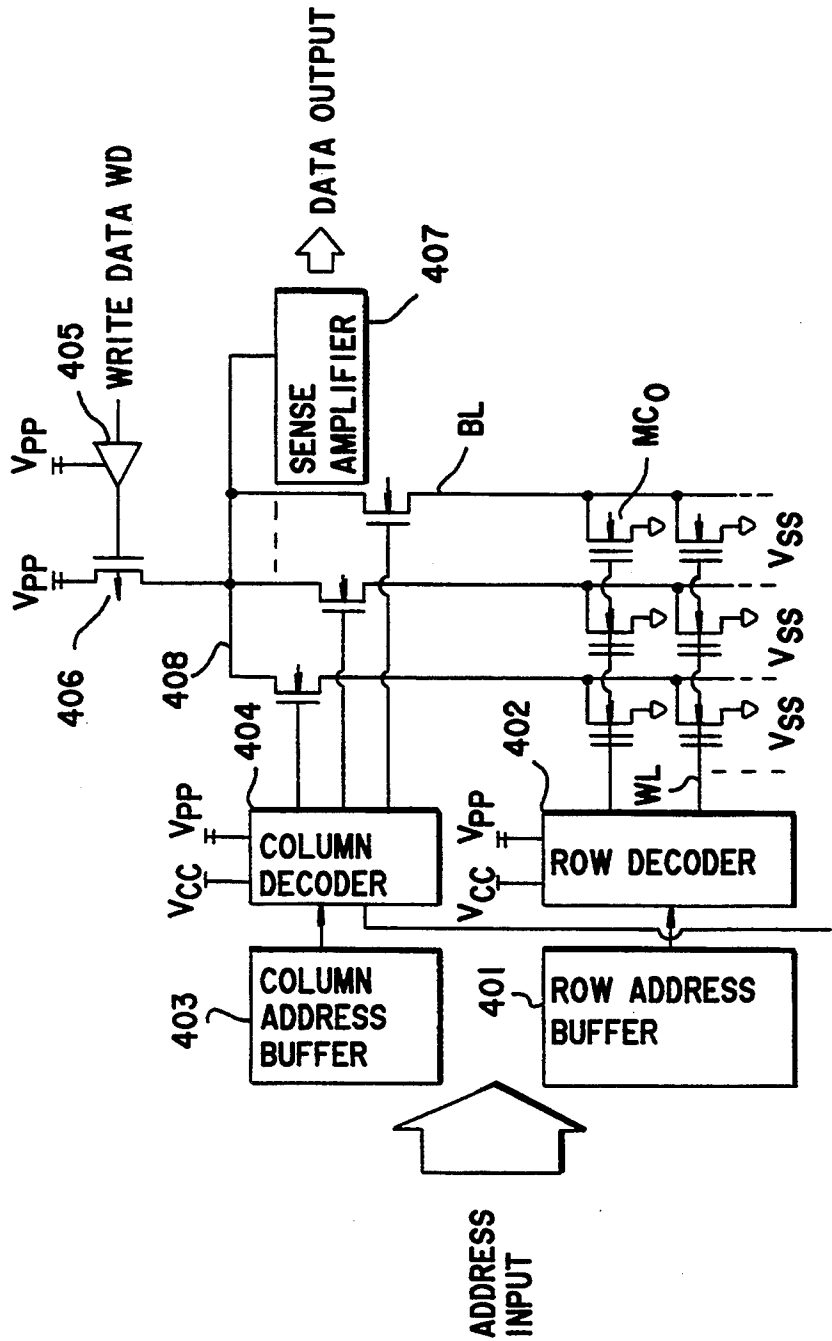 ADDRESS
INPUT
403
COLUMN
ADDRESS
BUFFER
401
ROW ADDRESS
BUFFER
VCC
VPP
404
COLUMN
DECODER
VCC
VPP
402
ROW DECODER
WL
408
406
VPP
VPP
405
WRITE DATA WD
SENSE
AMPLIFIER
407
DATA OUTPUT
BL
MC0
VSS
VSS
VSS